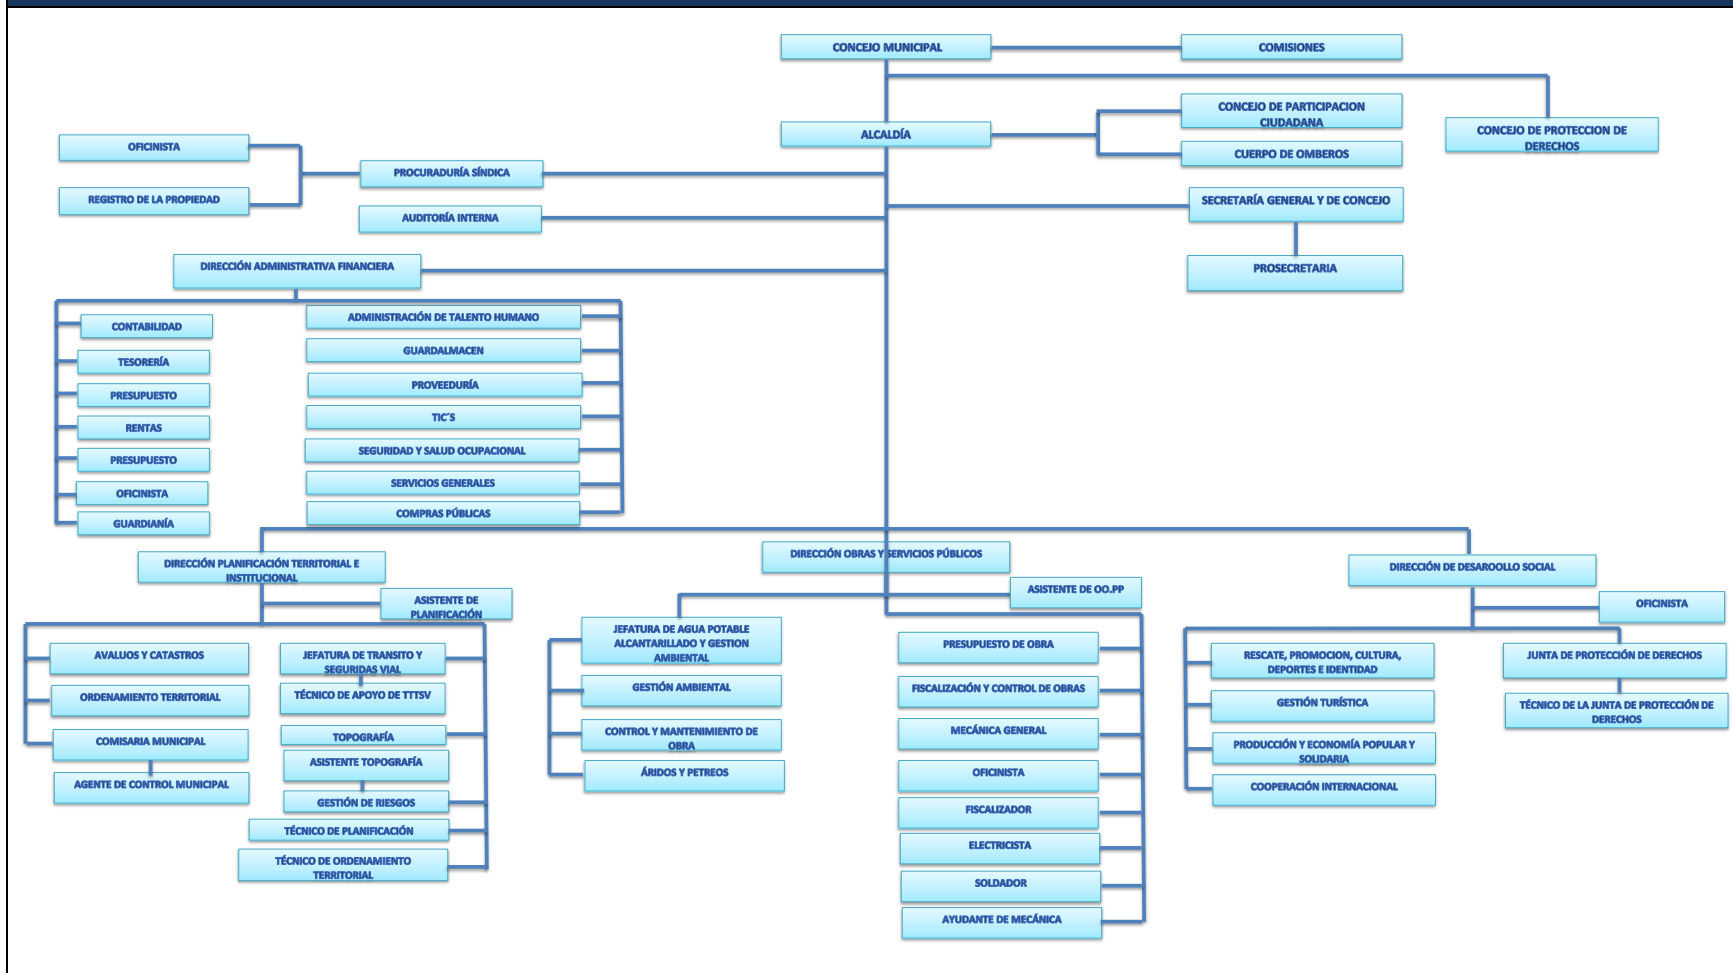 CONCEJO MUNICIPAL
COMISIONES
CONCEJO DE PARTICIPACION
CIUDADANA
ALCALDÍA
CUERPO DE OMBEROS
CONCEJO DE PROTECCION DE
DERECHOS
OFICINISTA
PROCURADURÍA SÍNDICA
REGISTRO DE LA PROPIEDAD
AUDITORÍA INTERNA
SECRETARÍA GENERAL Y DE CONCEJO
PROSECRETARIA
DIRECCIÓN ADMINISTRATIVA FINANCIERA
CONTABILIDAD
TESORERÍA
PRESUPUESTO
RENTAS
PRESUPUESTO
OFICINISTA
GUARDIANÍA
ADMINISTRACIÓN DE TALENTO HUMANO
GUARDALMACEN
PROVEEDURÍA
TIC´S
SEGURIDAD Y SALUD OCUPACIONAL
SERVICIOS GENERALES
COMPRAS PÚBLICAS
DIRECCIÓN PLANIFICACIÓN TERRITORIAL E
INSTITUCIONAL
ASISTENTE DE
PLANIFICACIÓN
AVALUOS Y CATASTROS
ORDENAMIENTO TERRITORIAL
COMISARIA MUNICIPAL
AGENTE DE CONTROL MUNICIPAL
JEFATURA DE TRANSITO Y
SEGURIDAS VIAL
TÉCNICO DE APOYO DE TTTSV
TOPOGRAFÍA
ASISTENTE TOPOGRAFÍA
GESTIÓN DE RIESGOS
TÉCNICO DE PLANIFICACIÓN
TÉCNICO DE ORDENAMIENTO
TERRITORIAL
DIRECCIÓN OBRAS Y SERVICIOS PÚBLICOS
ASISTENTE DE OO.PP
JEFATURA DE AGUA POTABLE
ALCANTARILLADO Y GESTION
AMBIENTAL
GESTIÓN AMBIENTAL
CONTROL Y MANTENIMIENTO DE
OBRA
ÁRIDOS Y PETREOS
PRESUPUESTO DE OBRA
FISCALIZACIÓN Y CONTROL DE OBRAS
MECÁNICA GENERAL
OFICINISTA
FISCALIZADOR
ELECTRICISTA
SOLDADOR
AYUDANTE DE MECÁNICA
DIRECCIÓN DE DESAROOLLO SOCIAL
OFICINISTA
RESCATE, PROMOCION, CULTURA,
DEPORTES E IDENTIDAD
GESTIÓN TURÍSTICA
PRODUCCIÓN Y ECONOMÍA POPULAR Y
SOLIDARIA
COOPERACIÓN INTERNACIONAL
JUNTA DE PROTECCIÓN DE DERECHOS
TÉCNICO DE LA JUNTA DE PROTECCIÓN DE
DERECHOS